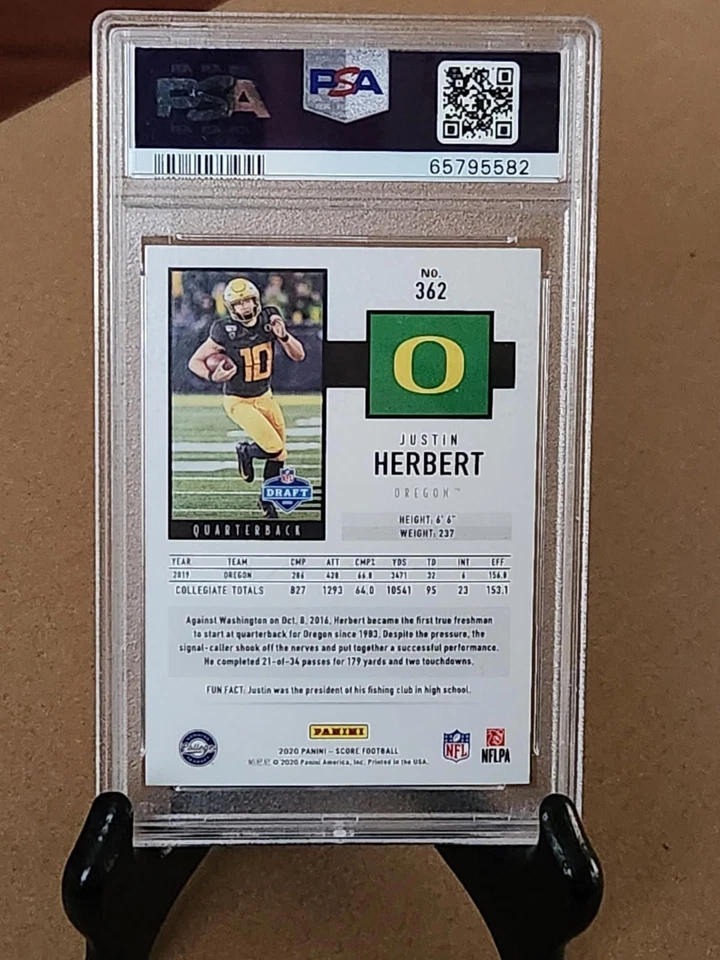 PSA
PSA
65795582
NO.
362
10
O
JUSTIN
HERBERT
OREGON™
NFL
DRAFT
QUARTERBACK
HEIGHT: 6' 6"
WEIGHT: 237
YEAR TEAM CMP ATT CMP% YDS TD INT EFF
2019 OREGON 286 428 66.8 3471 32 6 156.8
COLLEGIATE TOTALS 827 1293 64.0 10541 95 23 153.1
Against Washington on Oct. 8, 2016, Herbert became the first true freshman
to start at quarterback for Oregon since 1983. Despite the pressure, the
signal-caller shook off the nerves and put together a successful performance.
He completed 21-of-34 passes for 179 yards and two touchdowns.
FUN FACT: Justin was the president of his fishing club in high school.
PANINI
College
2020 PANINI – SCORE FOOTBALL
© 2020 Panini America, Inc. Printed in the USA.
NFL
NFLPA